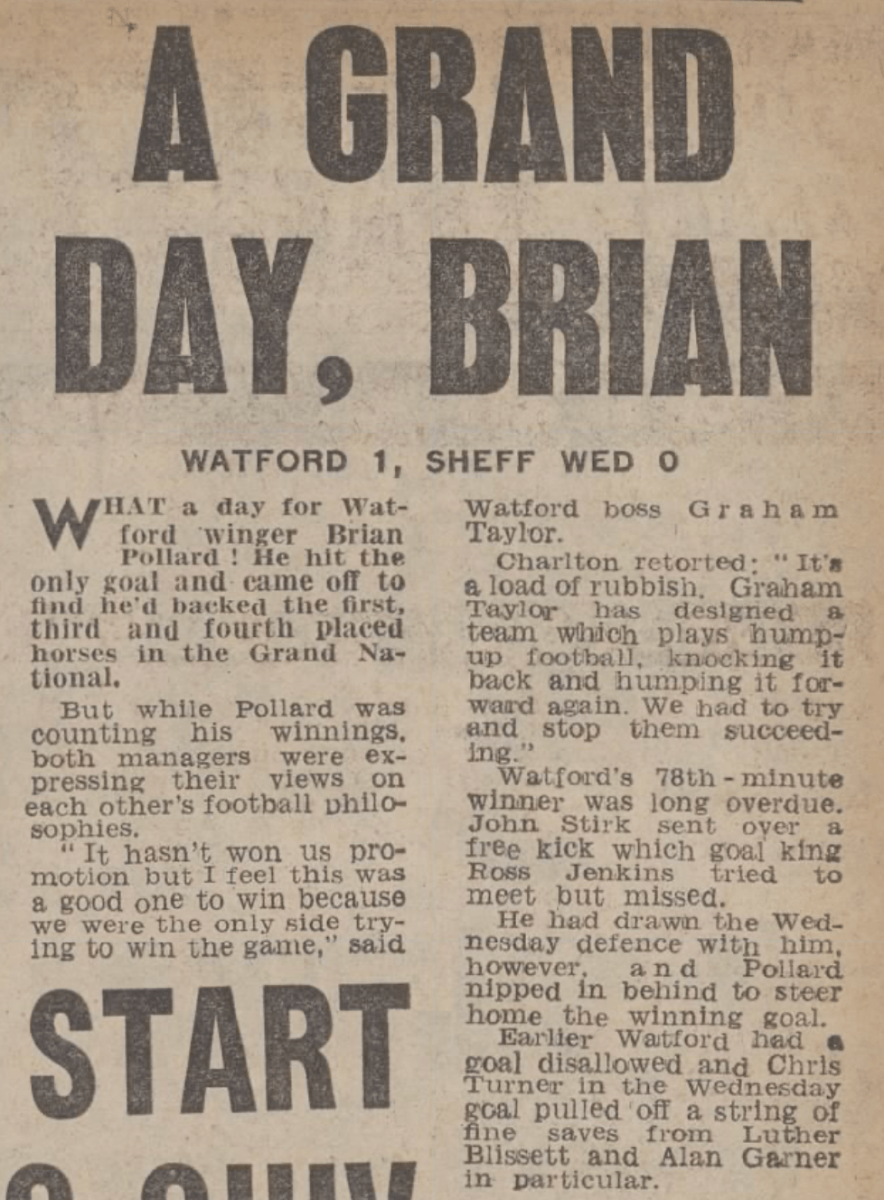 A GRAND
DAY, BRIAN
WATFORD 1, SHEFF WED 0
WHAT a day for Wat-
ford winger Brian
Pollard! He hit the
only goal and came off to
find he'd backed the first,
third and fourth placed
horses in the Grand Na-
tional.
But while Pollard was
counting his winnings,
both managers were ex-
pressing their views on
each other's football philo-
sophies.
"It hasn't won us pro-
motion but I feel this was
a good one to win because
we were the only side try-
ing to win the game," said
Watford boss Graham
Taylor.
Charlton retorted: "It's
a load of rubbish. Graham
Taylor has designed a
team which plays hump-
up football, knocking it
back and humping it for-
ward again. We had to try
and stop them succeed-
ing."
Watford's 78th-minute
winner was long overdue.
John Stirk sent over a
free kick which goal king
Ross Jenkins tried to
meet but missed.
He had drawn the Wed-
nesday defence with him,
however, and Pollard
nipped in behind to steer
home the winning goal.
Earlier Watford had a
goal disallowed and Chris
Turner in the Wednesday
goal pulled off a string of
fine saves from Luther
Blissett and Alan Garner
in particular.
START